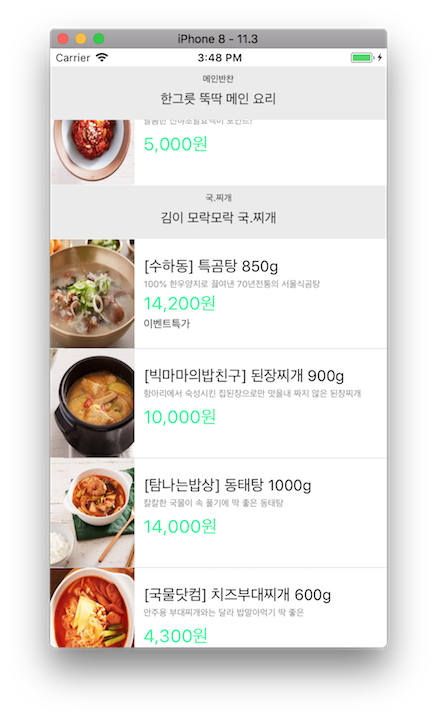 iPhone 8 - 11.3
Carrier 3:48 PM
메인반찬
한그릇 뚝딱 메인 요리
5,000원
국.찌개
김이 모락모락 국.찌개
[수하동] 특곰탕 850g
100% 한우양지로 끓여낸 70년전통의 서울식곰탕
14,200원
이벤트특가
[빅마마의밥친구] 된장찌개 900g
항아리에서 숙성시킨 집된장으로만 맛을내 짜지 않은 된장찌개
10,000원
[탐나는밥상] 동태탕 1000g
칼칼한 국물이 속 풀기에 딱 좋은 동태탕
14,000원
[국물닷컴] 치즈부대찌개 600g
안주용 부대찌개와는 달라 밥말아먹기 딱 좋은
4,300원